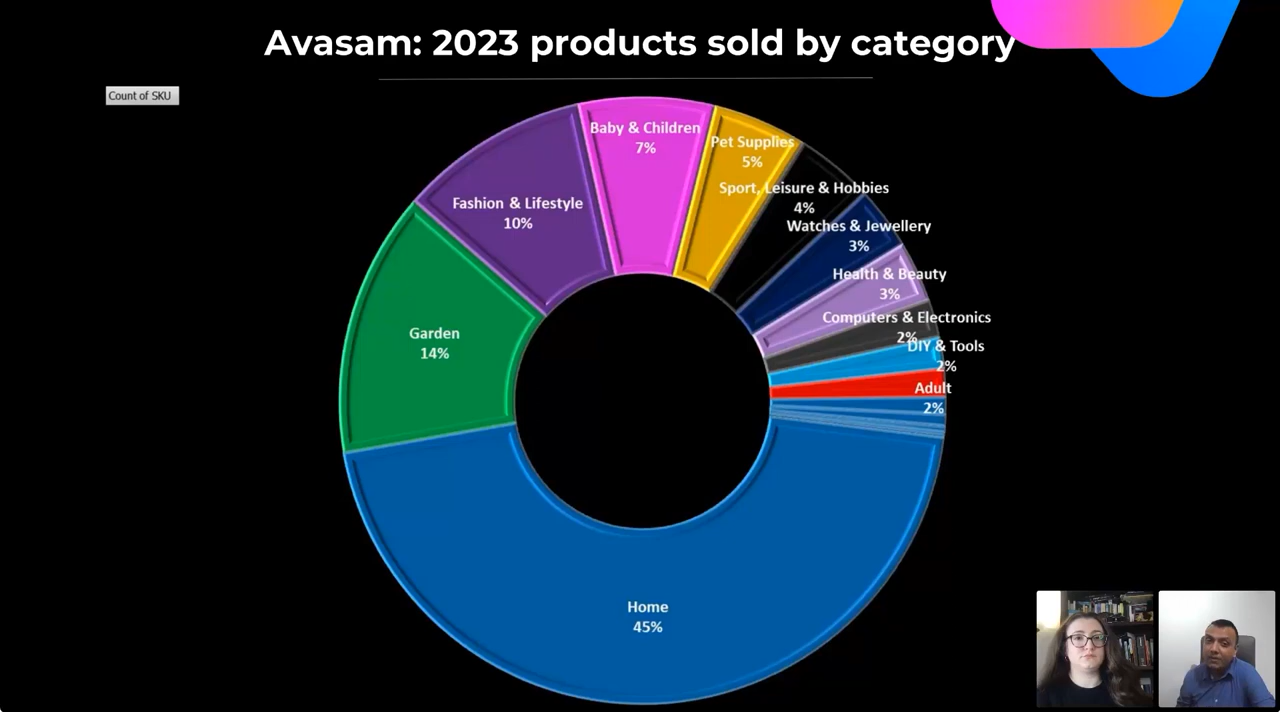 Avasam: 2023 products sold by category
Count of SKU
Baby & Children
7%
Pet Supplies
5%
Sport, Leisure & Hobbies
4%
Fashion & Lifestyle
10%
Watches & Jewellery
3%
Health & Beauty
3%
Computers & Electronics
2%
Garden
14%
DIY & Tools
2%
Adult
2%
Home
45%